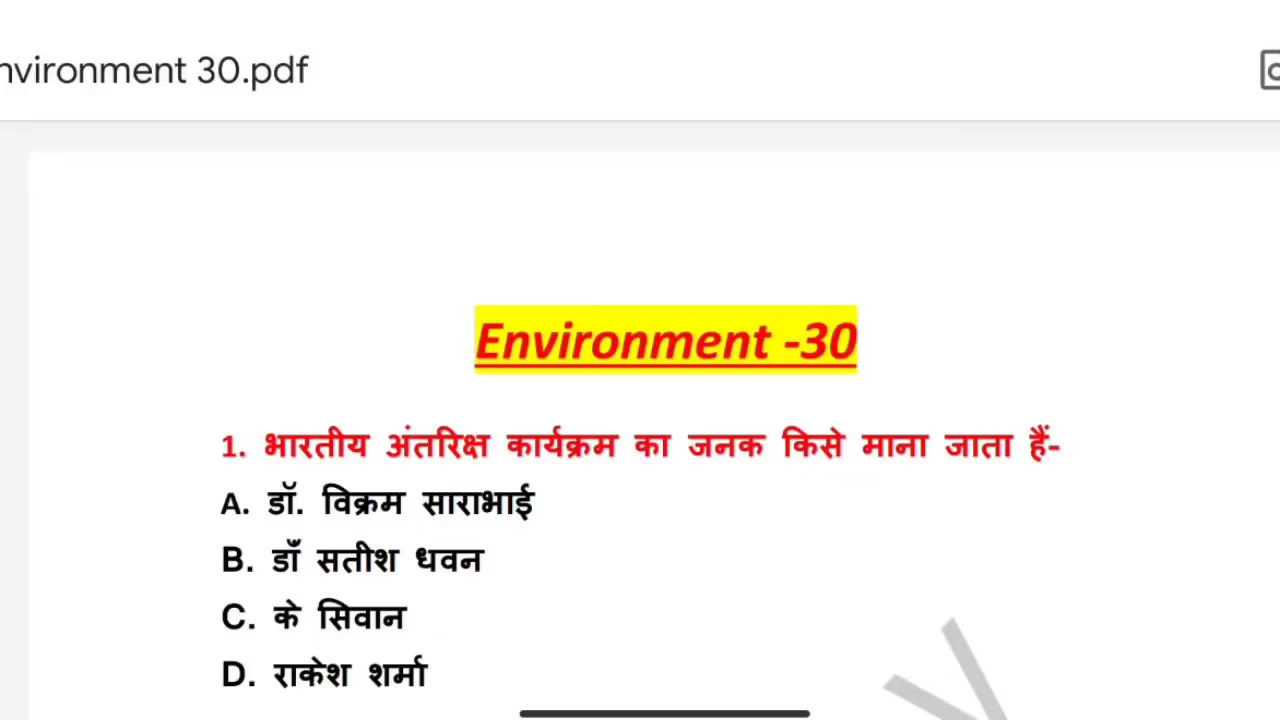 nvironment 30.pdf
Environment -30
1. भारतीय अंतरिक्ष कार्यक्रम का जनक किसे माना जाता हैं-
A. डॉ. विक्रम साराभाई
B. डाँ सतीश धवन
C. के सिवान
D. राकेश शर्मा